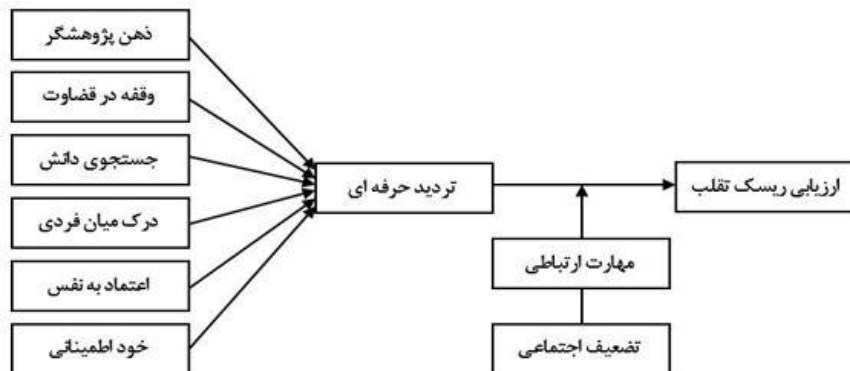 ذهن پژوهشگر
وقفه در قضاوت
جستجوی دانش
درک میان فردی
اعتماد به نفس
خود اطمینانی
تردید حرفه ای
ارزیابی ریسک تقلب
مهارت ارتباطی
تضعیف اجتماعی